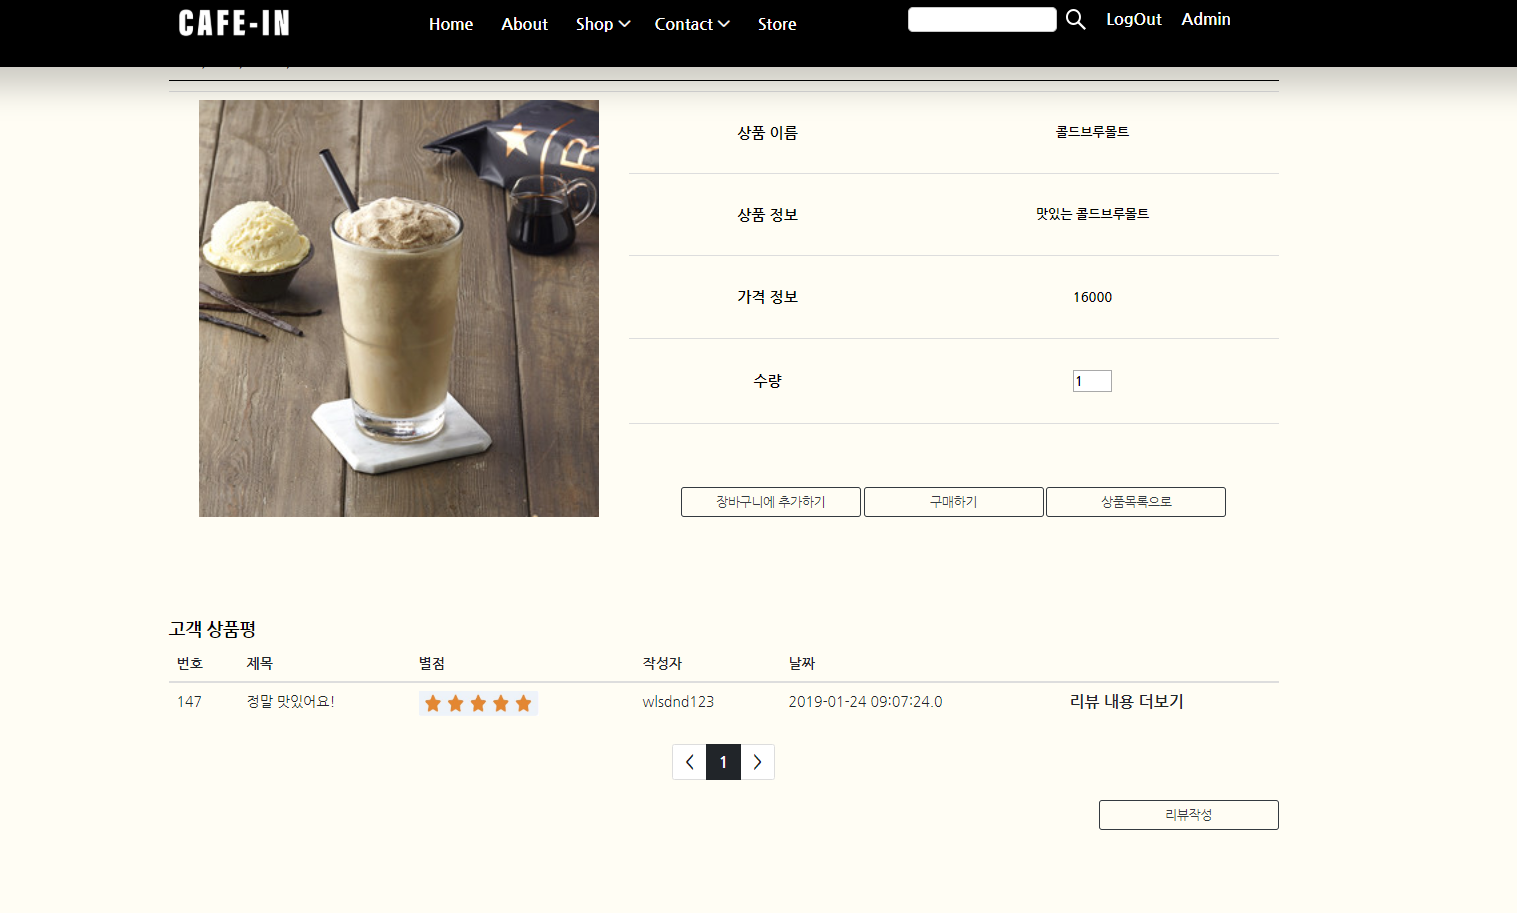 CAFE-IN
Home About Shop Contact Store LogOut Admin
R
상품 이름 콜드브루몰트
상품 정보 맛있는 콜드브루몰트
가격 정보 16000
수량 1
장바구니에 추가하기 구매하기 상품목록으로
고객 상품평
번호 제목 별점 작성자 날짜
147 정말 맛있어요! wlsdnd123 2019-01-24 09:07:24.0 리뷰 내용 더보기
1
리뷰작성